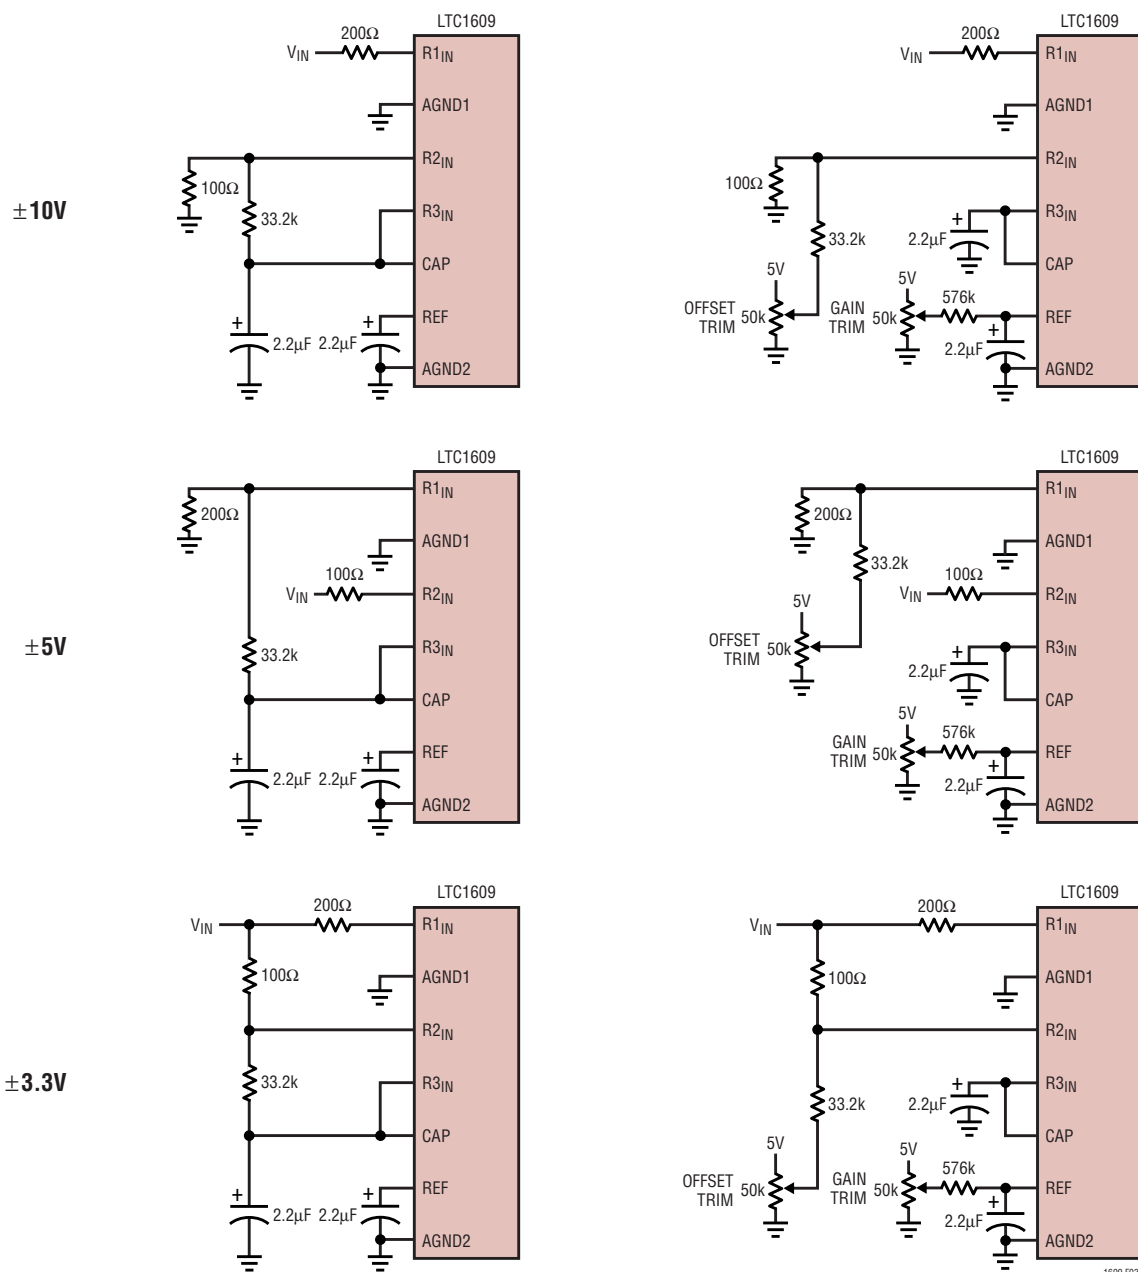 LTC1609
200Ω
V_IN
R1_IN
AGND1
R2_IN
100Ω
33.2k
R3_IN
CAP
REF
2.2µF 2.2µF
AGND2
±10V
LTC1609
200Ω
V_IN
R1_IN
AGND1
R2_IN
100Ω
33.2k
2.2µF
R3_IN
CAP
5V
OFFSET TRIM
50k
5V
GAIN TRIM
50k
576k
REF
2.2µF
AGND2
LTC1609
R1_IN
200Ω
AGND1
100Ω
V_IN
R2_IN
±5V
33.2k
R3_IN
CAP
REF
2.2µF 2.2µF
AGND2
LTC1609
R1_IN
200Ω
AGND1
33.2k
100Ω
V_IN
R2_IN
5V
OFFSET TRIM
50k
R3_IN
2.2µF
CAP
5V
GAIN TRIM
50k
576k
REF
2.2µF
AGND2
LTC1609
200Ω
V_IN
R1_IN
100Ω
AGND1
R2_IN
±3.3V
33.2k
R3_IN
CAP
REF
2.2µF 2.2µF
AGND2
LTC1609
200Ω
V_IN
R1_IN
100Ω
AGND1
R2_IN
33.2k
2.2µF
R3_IN
CAP
5V
OFFSET TRIM
50k
5V
GAIN TRIM
50k
576k
REF
2.2µF
AGND2